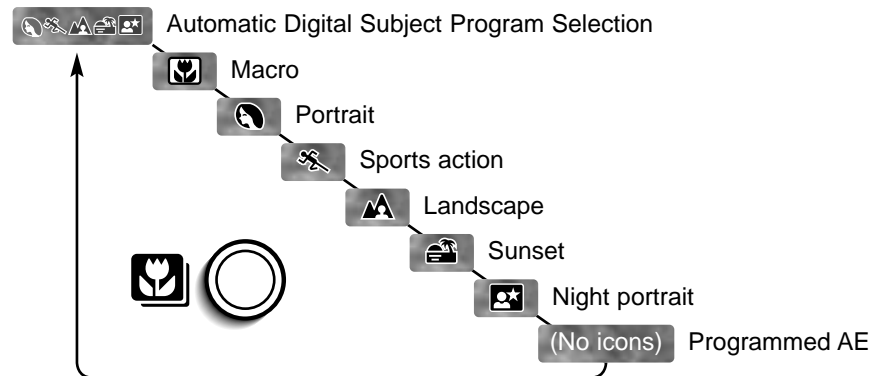 Automatic Digital Subject Program Selection
Macro
Portrait
Sports action
Landscape
Sunset
Night portrait
(No icons) Programmed AE